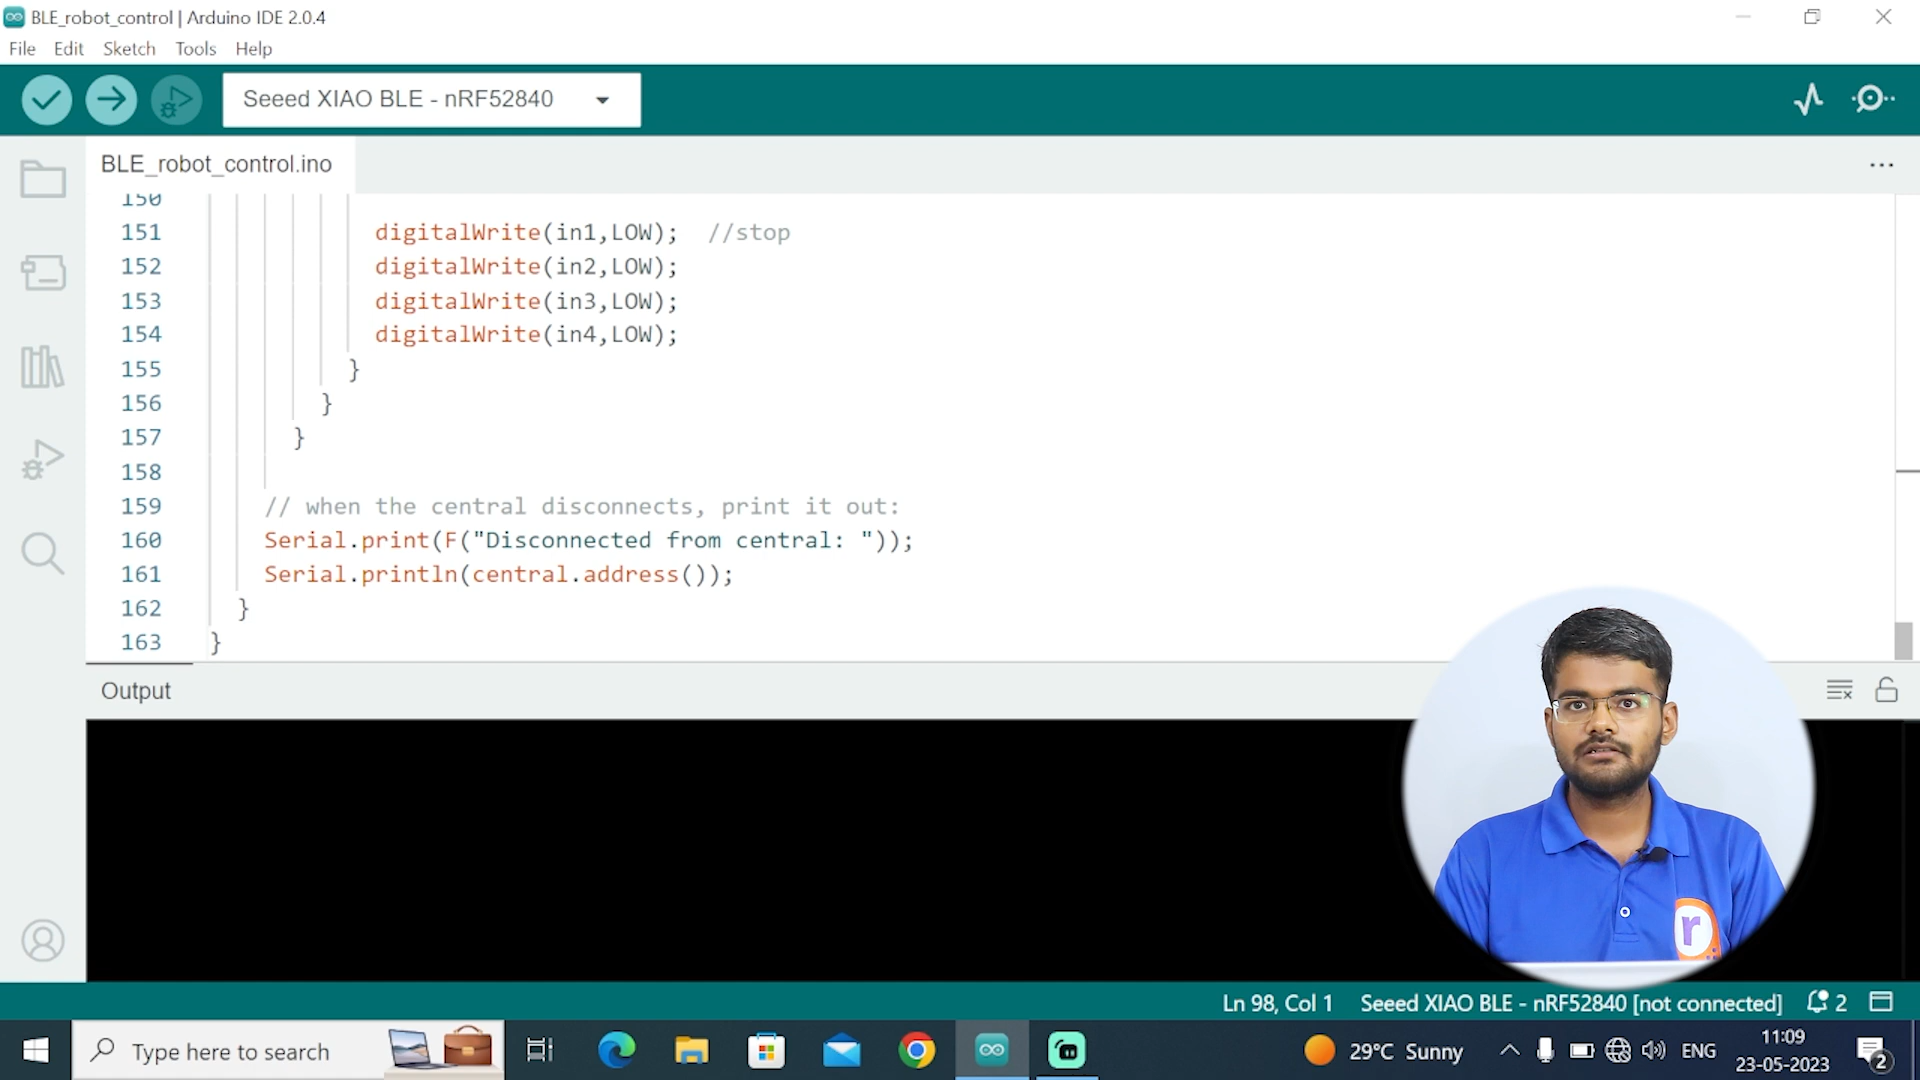 BLE_robot_control | Arduino IDE 2.0.4
File Edit Sketch Tools Help
Seeed XIAO BLE - nRF52840
BLE_robot_control.ino
150
151 digitalWrite(in1,LOW); //stop
152 digitalWrite(in2,LOW);
153 digitalWrite(in3,LOW);
154 digitalWrite(in4,LOW);
155 }
156 }
157 }
158
159 // when the central disconnects, print it out:
160 Serial.print(F("Disconnected from central: "));
161 Serial.println(central.address());
162 }
163 }
Output
r
Ln 98, Col 1 Seeed XIAO BLE - nRF52840 [not connected] 2
Type here to search
29°C Sunny
ENG
11:09
23-05-2023
2